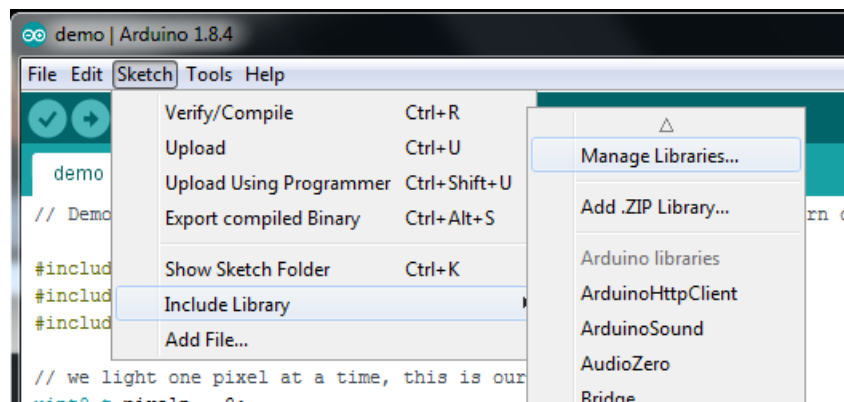 demo | Arduino 1.8.4
File Edit Sketch Tools Help
Verify/Compile Ctrl+R
Upload Ctrl+U
Upload Using Programmer Ctrl+Shift+U
Export compiled Binary Ctrl+Alt+S
Show Sketch Folder Ctrl+K
Include Library
Add File...
Manage Libraries...
Add .ZIP Library...
Arduino libraries
ArduinoHttpClient
ArduinoSound
AudioZero
Bridge
demo
// Demo
#includ
#includ
#includ
// we light one pixel at a time, this is our